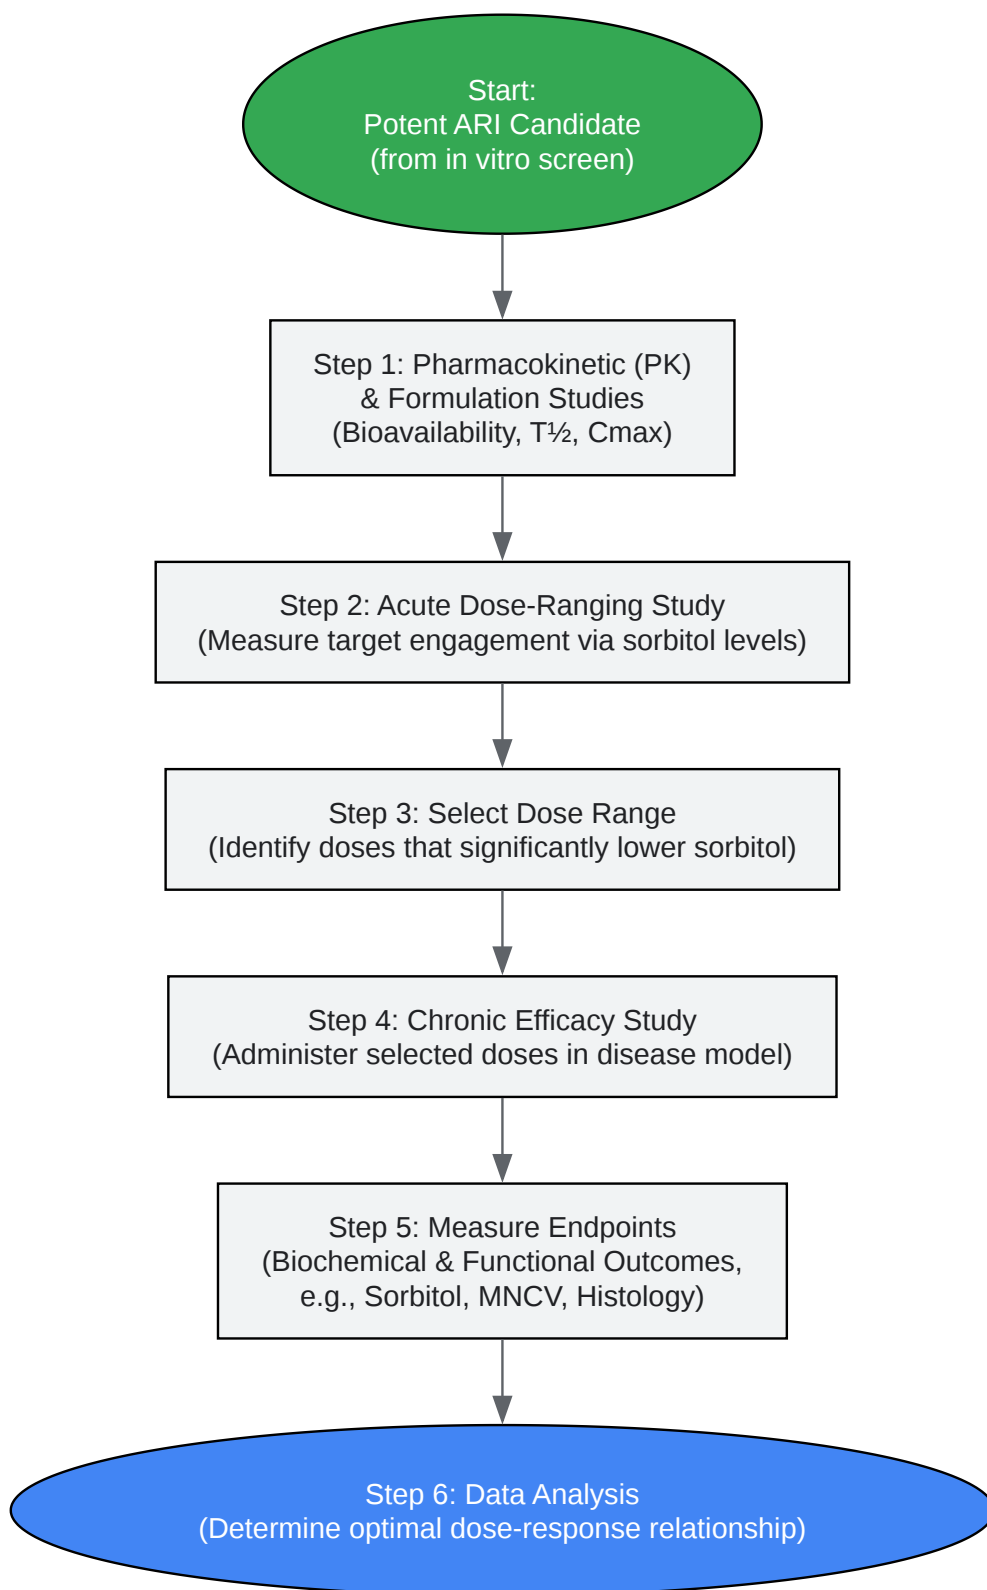 Start:
Potent ARI Candidate
(from in vitro screen)
Step 1: Pharmacokinetic (PK)
& Formulation Studies
(Bioavailability, T½, Cmax)
Step 2: Acute Dose-Ranging Study
(Measure target engagement via sorbitol levels)
Step 3: Select Dose Range
(Identify doses that significantly lower sorbitol)
Step 4: Chronic Efficacy Study
(Administer selected doses in disease model)
Step 5: Measure Endpoints
(Biochemical & Functional Outcomes,
e.g., Sorbitol, MNCV, Histology)
Step 6: Data Analysis
(Determine optimal dose-response relationship)